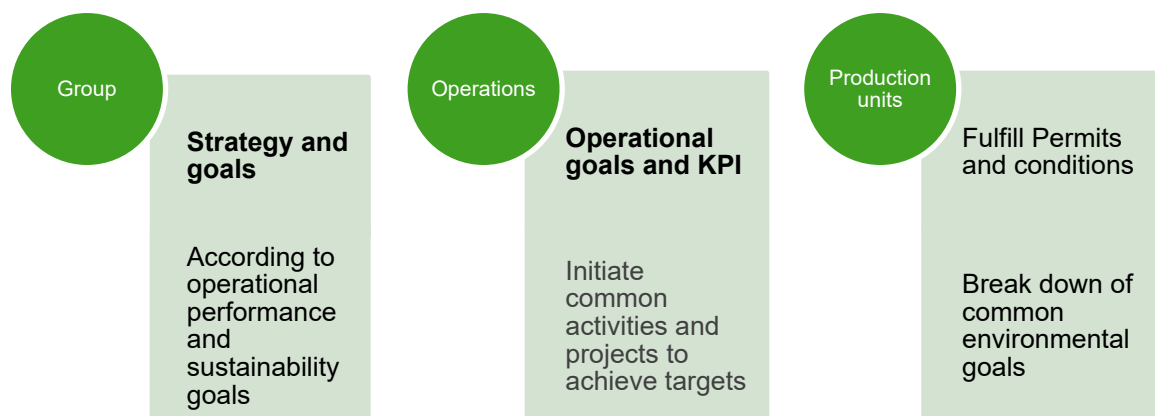 Group
Strategy and
goals
According to
operational
performance
and
sustainability
goals
Operations
Operational
goals and KPI
Initiate
common
activities and
projects to
achieve targets
Production
units
Fulfill Permits
and conditions
Break down of
common
environmental
goals